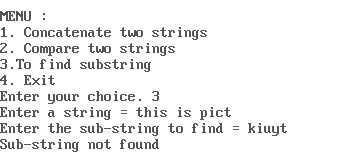 MENU :
1. Concatenate two strings
2. Compare two strings
3.To find substring
4. Exit
Enter your choice. 3
Enter a string = this is pict
Enter the sub-string to find = kiuyt
Sub-string not found